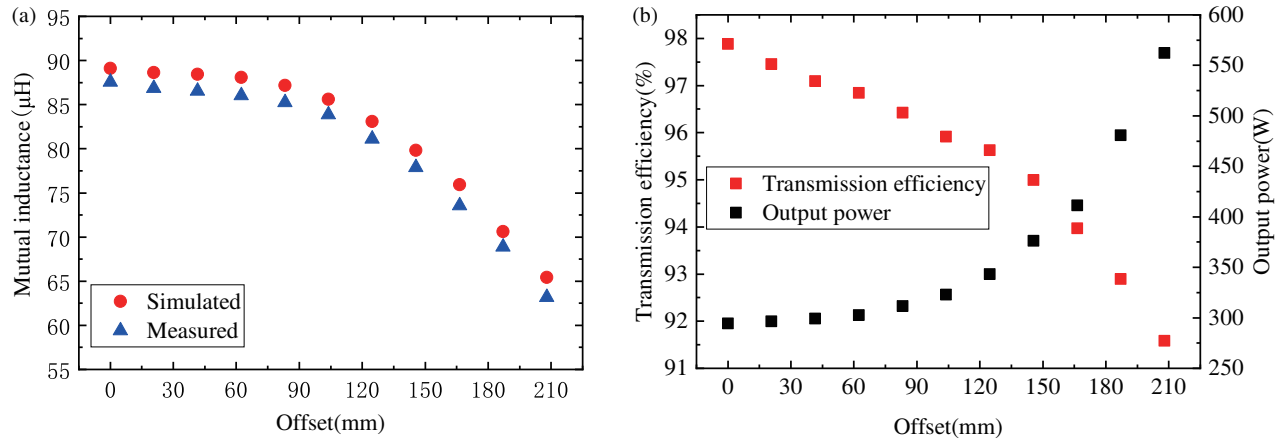 (a)
95
90
85
80
75
70
65
60
55
Mutual inductance (μH)
Simulated
Measured
0 30 60 90 120 150 180 210
Offset(mm)
(b)
98
97
96
95
94
93
92
91
Transmission efficiency(%)
Transmission efficiency
Output power
600
550
500
450
400
350
300
250
Output power(W)
0 30 60 90 120 150 180 210
Offset(mm)